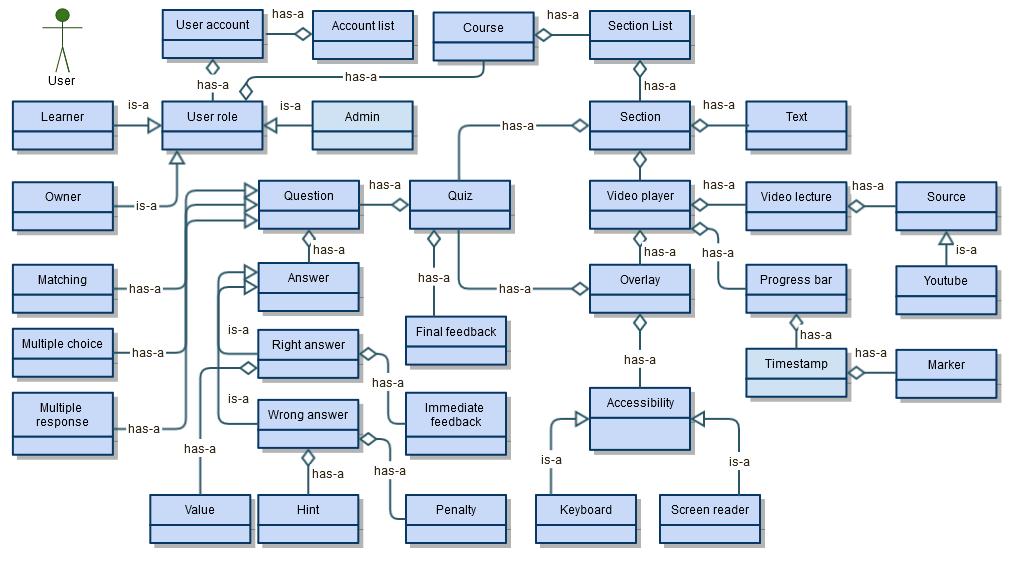 User
User account
has-a
Account list
Course
has-a
Section List
has-a
has-a
has-a
Learner
is-a
User role
is-a
Admin
has-a
Section
has-a
Text
Owner
is-a
Question
has-a
Quiz
Video player
has-a
Video lecture
has-a
Source
has-a
has-a
has-a
is-a
Matching
has-a
Answer
has-a
has-a
Overlay
Progress bar
Youtube
Multiple choice
has-a
is-a
Right answer
Final feedback
has-a
has-a
Timestamp
has-a
Marker
has-a
Multiple
response
has-a
is-a
Wrong answer
Immediate
feedback
Accessibility
has-a
has-a
has-a
is-a
is-a
Value
Hint
Penalty
Keyboard
Screen reader